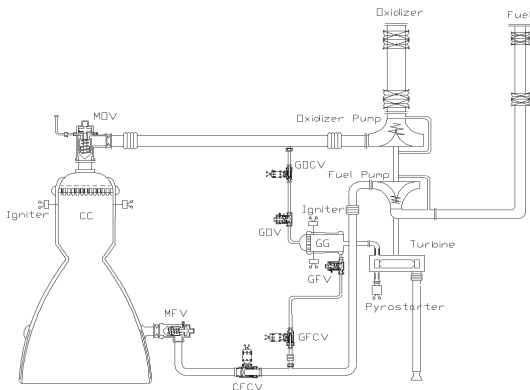 Oxidizer
Fuel
MOV
Oxidizer Pump
GOCV
Fuel Pump
Igniter
CC
Igniter
GOV
GG
Turbine
GFV
Pyrostarter
MFV
GFCV
CFCV